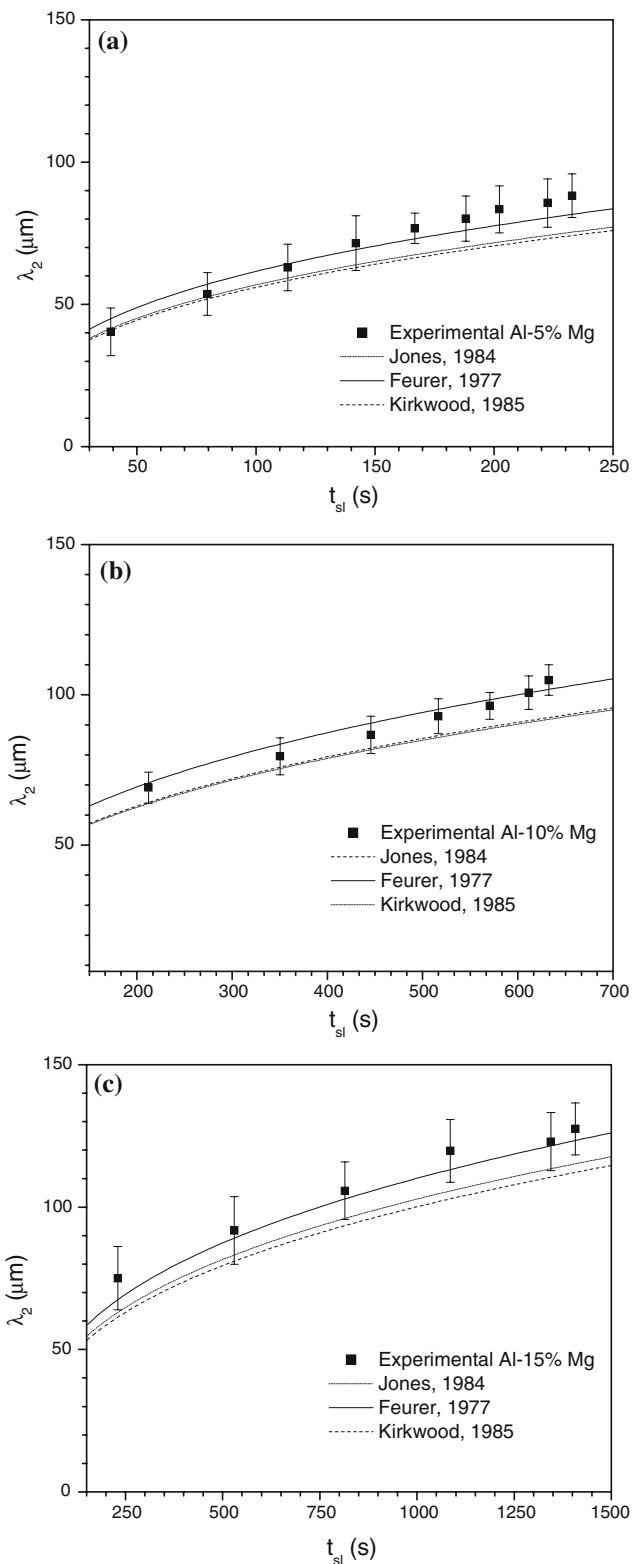 (a)
150
100
50
0
λ₂ (μm)
Experimental Al-5% Mg
Jones, 1984
Feurer, 1977
Kirkwood, 1985
50 100 150 200 250
t_sl (s)
(b)
150
100
50
λ₂ (μm)
Experimental Al-10% Mg
Jones, 1984
Feurer, 1977
Kirkwood, 1985
200 300 400 500 600 700
t_sl (s)
(c)
150
100
50
0
λ₂ (μm)
Experimental Al-15% Mg
Jones, 1984
Feurer, 1977
Kirkwood, 1985
250 500 750 1000 1250 1500
t_sl (s)